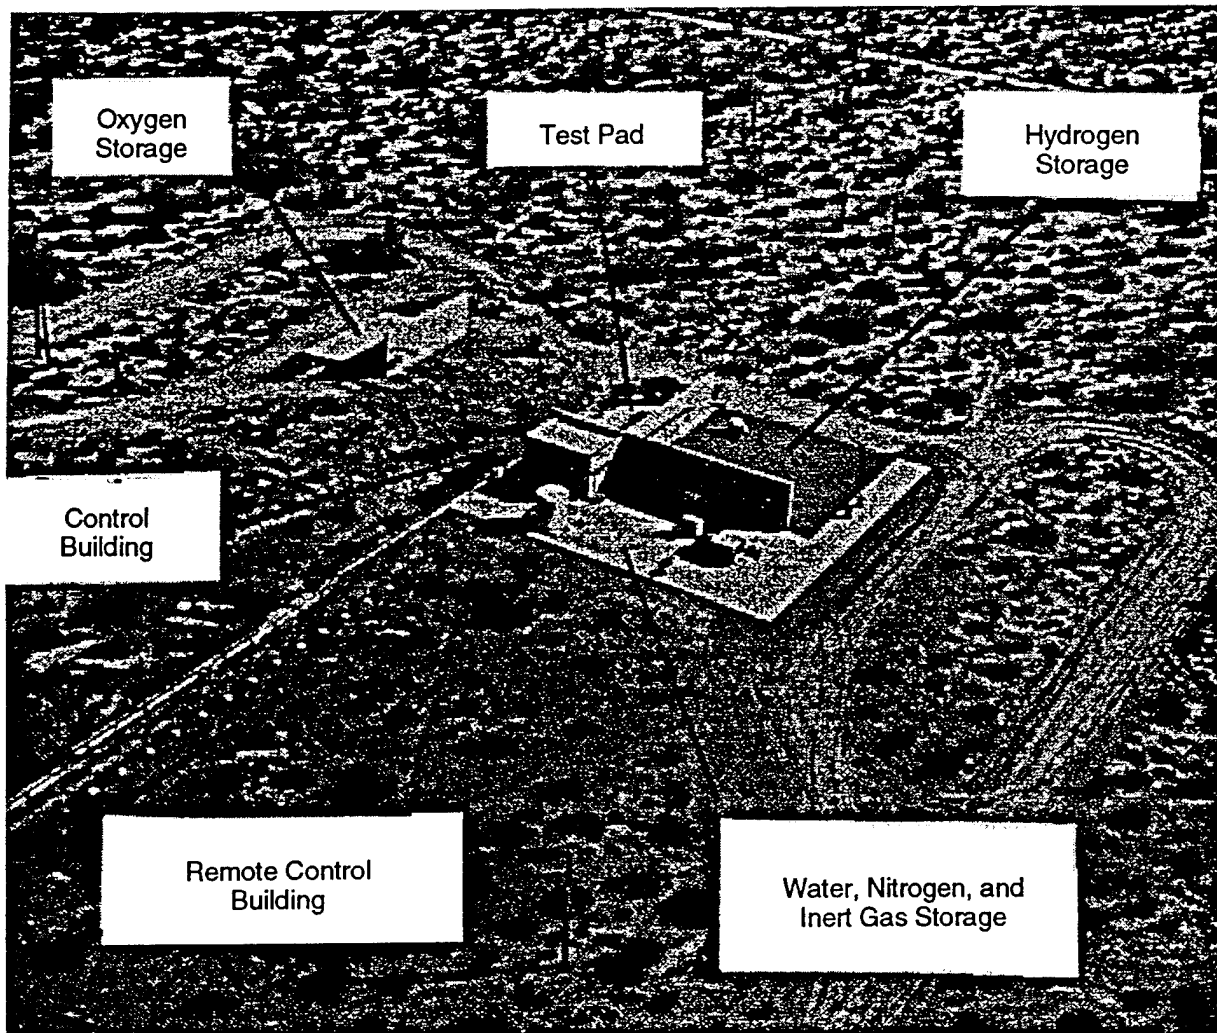 Oxygen
Storage
Test Pad
Hydrogen
Storage
Control
Building
Remote Control
Building
Water, Nitrogen, and
Inert Gas Storage